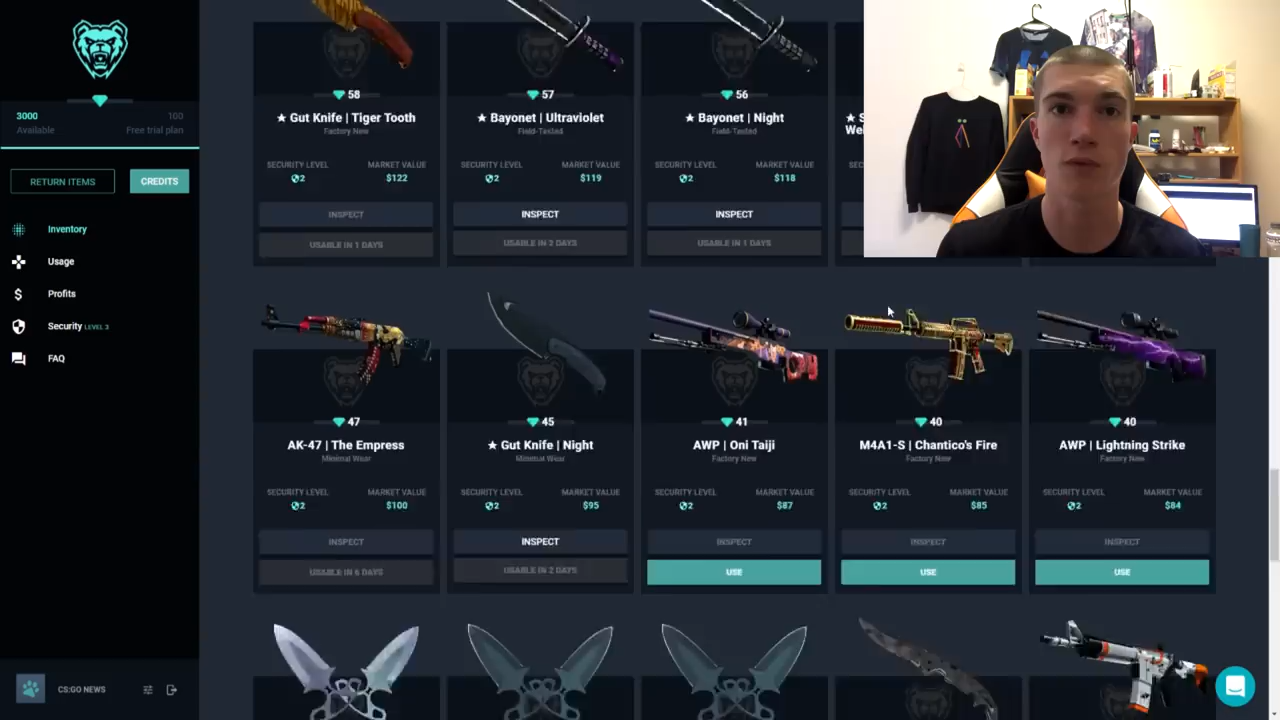 3000
100
Available
Free trial plan
RETURN ITEMS
CREDITS
Inventory
Usage
Profits
Security LEVEL 3
FAQ
CS:GO NEWS
58
57
56
★ Gut Knife | Tiger Tooth
★ Bayonet | Ultraviolet
★ Bayonet | Night
★ S
Factory New
Field-Tested
Field-Tested
SECURITY LEVEL
MARKET VALUE
SECURITY LEVEL
MARKET VALUE
SECURITY LEVEL
MARKET VALUE
2
$122
2
$119
2
$118
INSPECT
INSPECT
INSPECT
USABLE IN 1 DAYS
USABLE IN 3 DAYS
USABLE IN 1 DAYS
47
45
41
40
40
AK-47 | The Empress
★ Gut Knife | Night
AWP | Oni Taiji
M4A1-S | Chantico's Fire
AWP | Lightning Strike
Minimal Wear
Minimal Wear
Factory New
Factory New
Factory New
SECURITY LEVEL
MARKET VALUE
SECURITY LEVEL
MARKET VALUE
SECURITY LEVEL
MARKET VALUE
SECURITY LEVEL
MARKET VALUE
SECURITY LEVEL
MARKET VALUE
2
$100
2
$95
2
$87
2
$85
2
$84
INSPECT
INSPECT
INSPECT
INSPECT
INSPECT
USABLE IN 6 DAYS
USABLE IN 2 DAYS
USE
USE
USE